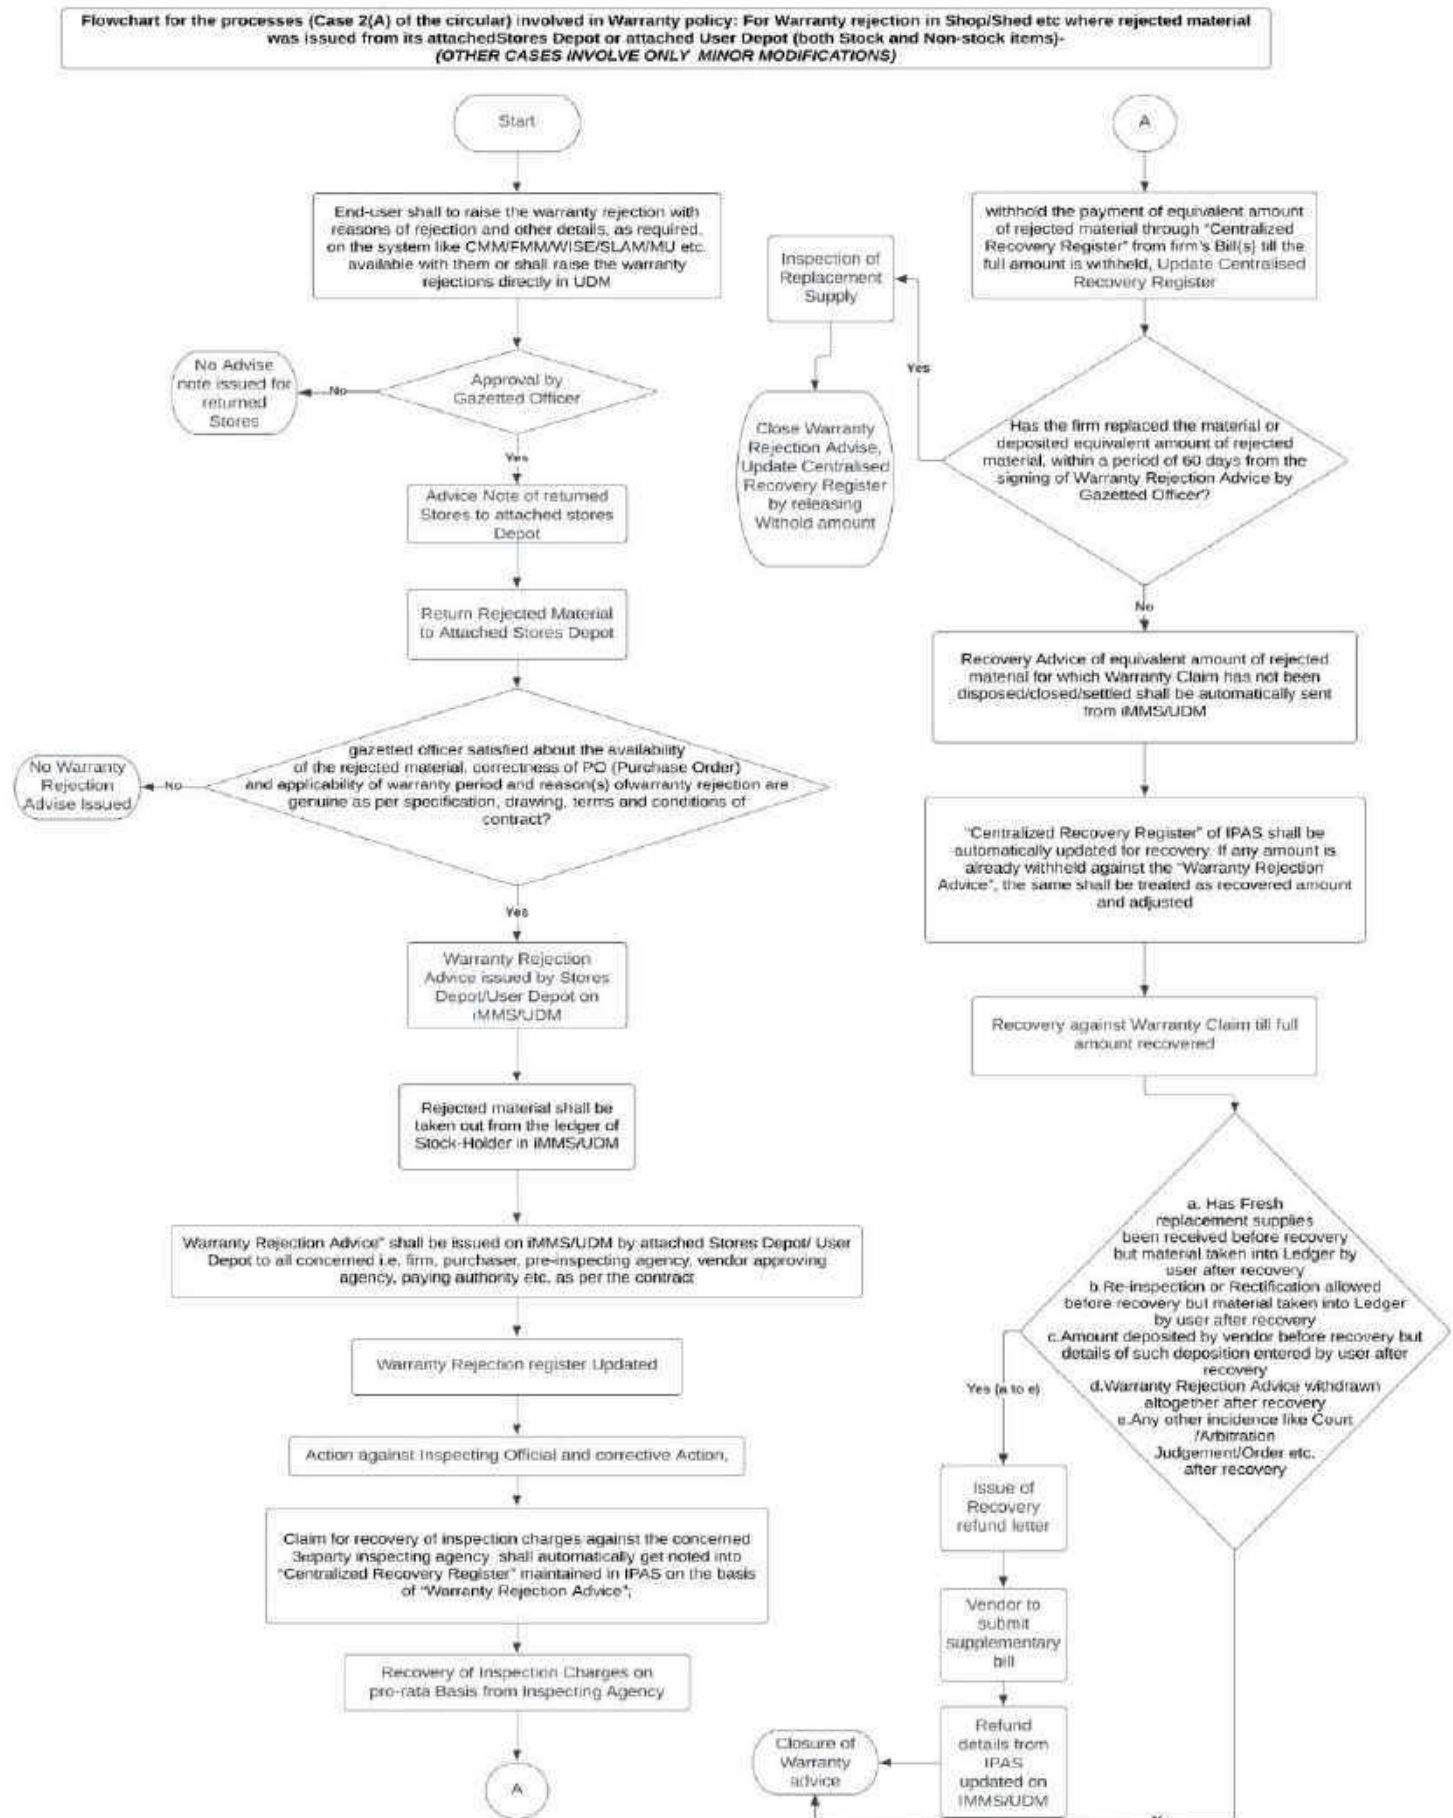 Flowchart for the processes (Case 2(A) of the circular) involved in Warranty policy: For Warranty rejection in Shop/Shed etc where rejected material
was issued from its attachedStores Depot or attached User Depot (both Stock and Non-stock items)-
(OTHER CASES INVOLVE ONLY MINOR MODIFICATIONS)
Start
End-user shall to raise the warranty rejection with
reasons of rejection and other details, as required,
on the system like CMM/FMM/WISE/SLAM/MU etc.
available with them or shall raise the warranty
rejections directly in UDM
Approval by
Gazetted Officer
No
No Advise
note issued for
returned
Stores
Yes
Advice Note of returned
Stores to attached stores
Depot
Return Rejected Material
to Attached Stores Depot
gazetted officer satisfied about the availability
of the rejected material, correctness of PO (Purchase Order)
and applicability of warranty period and reason(s) ofwarranty rejection are
genuine as per specification, drawing, terms and conditions of
contract?
No
No Warranty
Rejection
Advise Issued
Yes
Warranty Rejection
Advice issued by Stores
Depot/User Depot on
iMMS/UDM
Rejected material shall be
taken out from the ledger of
Stock-Holder in iMMS/UDM
Warranty Rejection Advice" shall be issued on iMMS/UDM by attached Stores Depot/ User
Depot to all concerned i.e. firm, purchaser, pre-inspecting agency, vendor approving
agency, paying authority etc. as per the contract
Warranty Rejection register Updated
Action against Inspecting Official and corrective Action,
Claim for recovery of inspection charges against the concerned
3rdparty inspecting agency shall automatically get noted into
"Centralized Recovery Register" maintained in IPAS on the basis
of "Warranty Rejection Advice";
Recovery of Inspection Charges on
pro-rata Basis from Inspecting Agency
A
A
withhold the payment of equivalent amount
of rejected material through "Centralized
Recovery Register" from firm's Bill(s) till the
full amount is withheld, Update Centralised
Recovery Register
Has the firm replaced the material or
deposited equivalent amount of rejected
material, within a period of 60 days from the
signing of Warranty Rejection Advice by
Gazetted Officer?
Yes
Inspection of
Replacement
Supply
Close Warranty
Rejection Advise,
Update Centralised
Recovery Register
by releasing
Withold amount
No
Recovery Advice of equivalent amount of rejected
material for which Warranty Claim has not been
disposed/closed/settled shall be automatically sent
from iMMS/UDM
"Centralized Recovery Register" of IPAS shall be
automatically updated for recovery. If any amount is
already withheld against the "Warranty Rejection
Advice", the same shall be treated as recovered amount
and adjusted
Recovery against Warranty Claim till full
amount recovered
a. Has Fresh
replacement supplies
been received before recovery
but material taken into Ledger by
user after recovery
b.Re-inspection or Rectification allowed
before recovery but material taken into Ledger
by user after recovery
c.Amount deposited by vendor before recovery but
details of such deposition entered by user after
recovery
d.Warranty Rejection Advice withdrawn
altogether after recovery
e.Any other incidence like Court
/Arbitration
Judgement/Order etc.
after recovery
Yes (a to e)
Issue of
Recovery
refund letter
Vendor to
submit
supplementary
bill
Refund
details from
IPAS
updated on
IMMS/UDM
Closure of
Warranty
advice